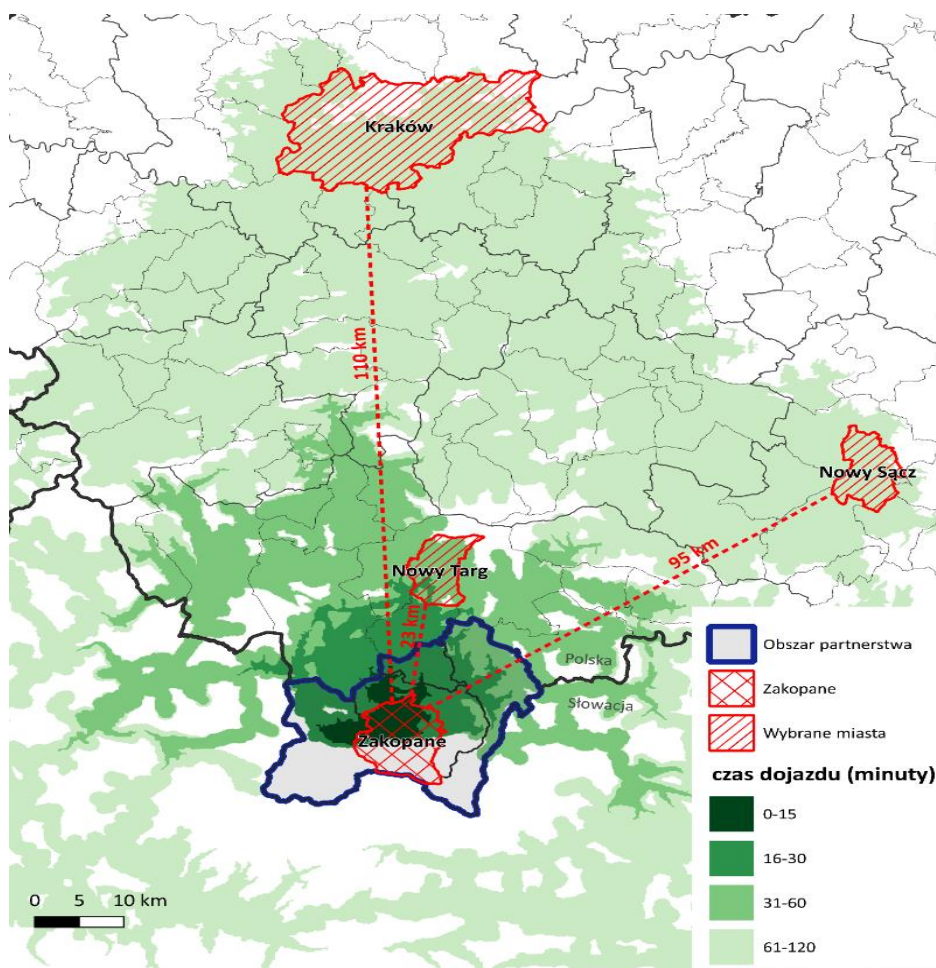 Kraków
110 km
Nowy Sącz
95 km
Nowy Targ
23 km
Polska
Słowacja
Zakopane
Obszar partnerstwa
Zakopane
Wybrane miasta
czas dojazdu (minuty)
0-15
16-30
31-60
61-120
0 5 10 km